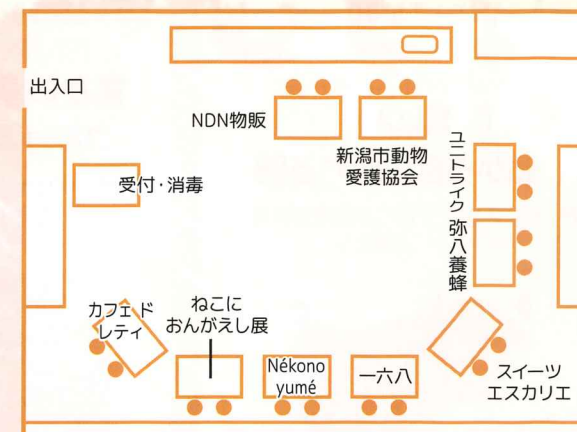 出入口
NDN物販
新潟市動物
愛護協会
ユニトライク
弥八養蜂
受付・消毒
カフェド
レティ
ねこに
おんがえし展
Nékono
yumé
一六八
スイーツ
エスカリエ